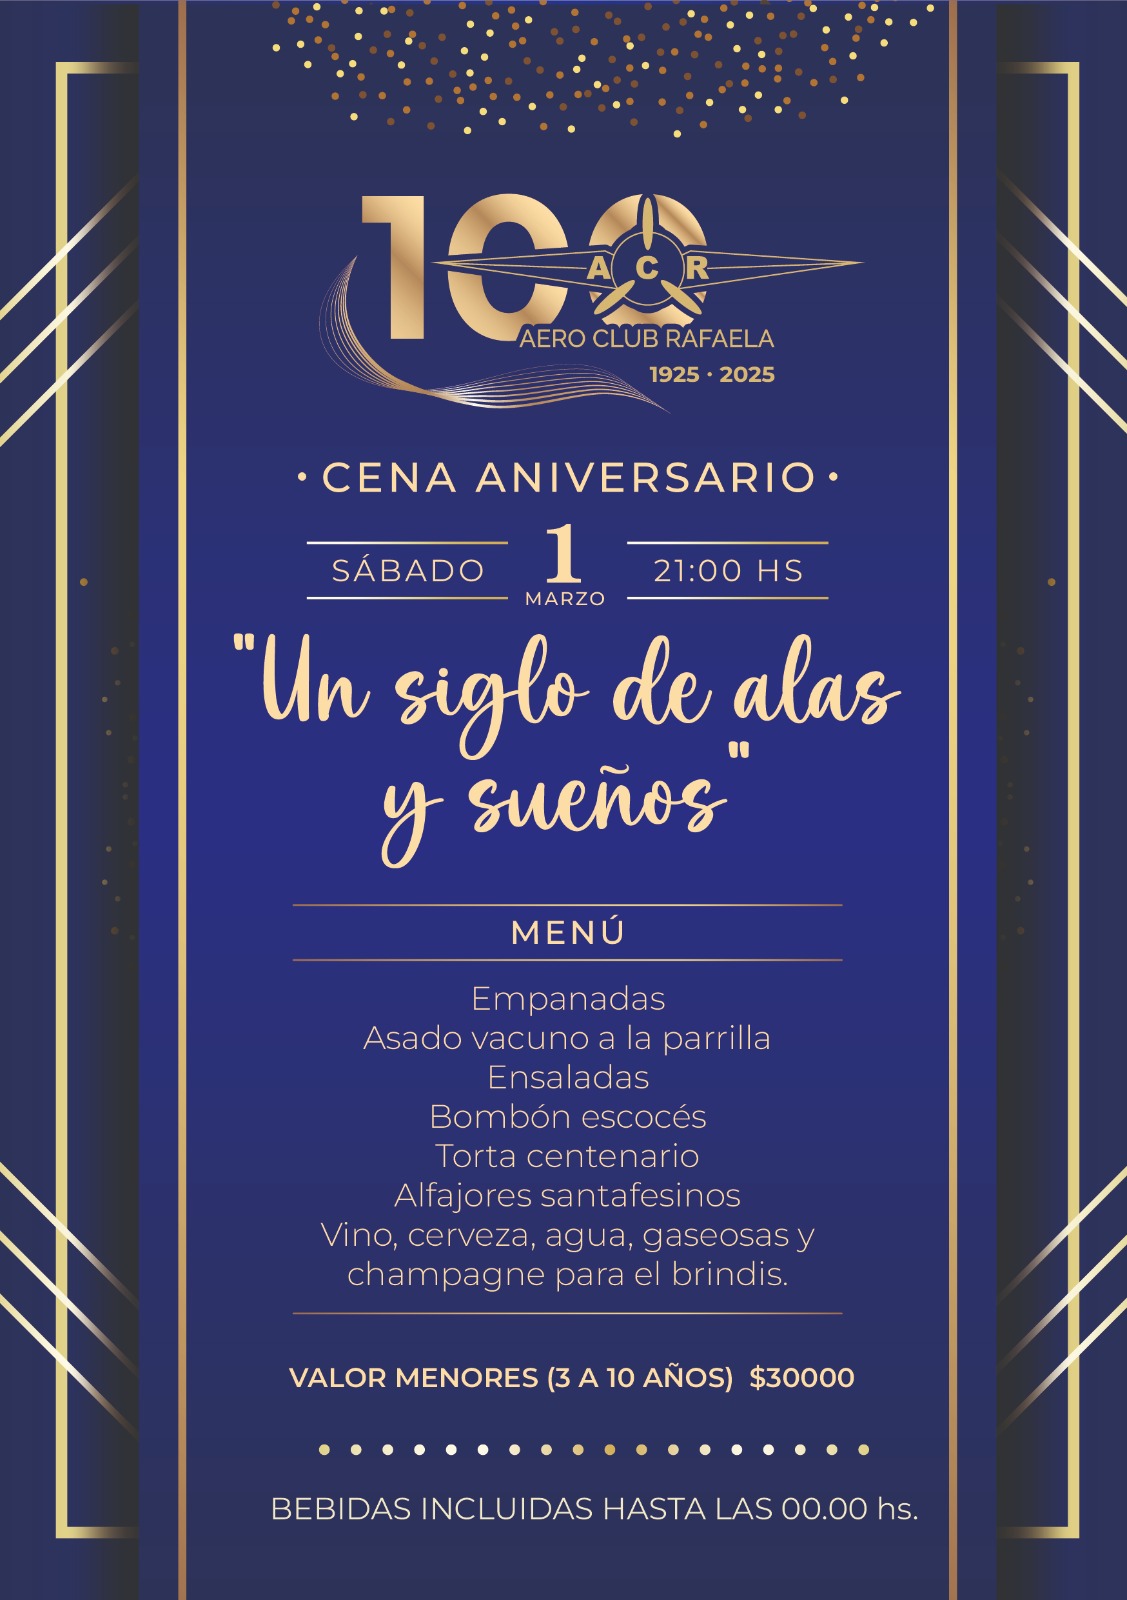 100
A C R
AERO CLUB RAFAELA
1925 · 2025
· CENA ANIVERSARIO ·
SÁBADO 1 MARZO 21:00 HS
"Un siglo de alas
y sueños"
MENÚ
Empanadas
Asado vacuno a la parrilla
Ensaladas
Bombón escocés
Torta centenario
Alfajores santafesinos
Vino, cerveza, agua, gaseosas y
champagne para el brindis.
VALOR MENORES (3 A 10 AÑOS) $30000
BEBIDAS INCLUIDAS HASTA LAS 00.00 hs.